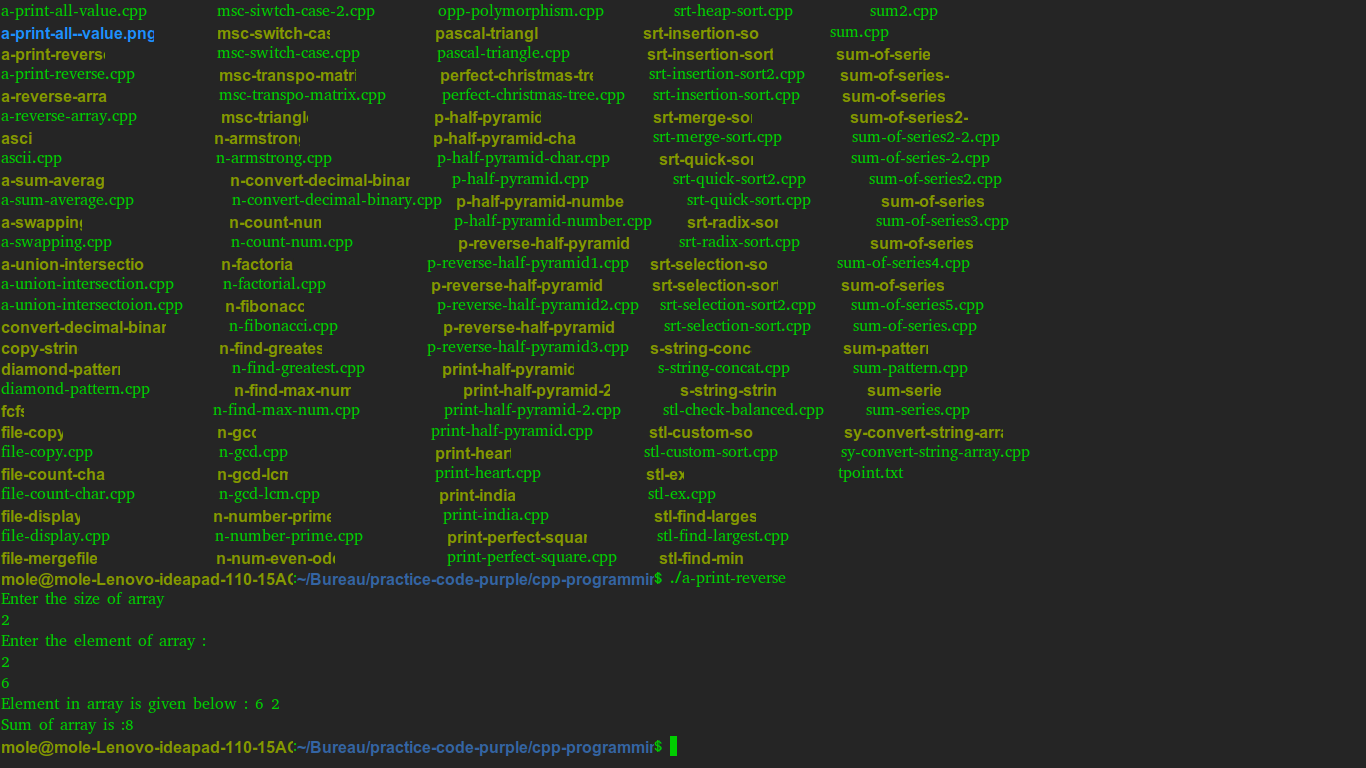 a-print-all-value.cpp msc-siwtch-case-2.cpp opp-polymorphism.cpp srt-heap-sort.cpp sum2.cpp
a-print-all--value.png msc-switch-cas pascal-triangl srt-insertion-so sum.cpp
a-print-revers msc-switch-case.cpp pascal-triangle.cpp srt-insertion-sort sum-of-serie
a-print-reverse.cpp msc-transpo-matri perfect-christmas-tre srt-insertion-sort2.cpp sum-of-series-
a-reverse-arra msc-transpo-matrix.cpp perfect-christmas-tree.cpp srt-insertion-sort.cpp sum-of-series
a-reverse-array.cpp msc-triangl p-half-pyramid srt-merge-sor sum-of-series2-
asci n-armstrong p-half-pyramid-cha srt-merge-sort.cpp sum-of-series2-2.cpp
ascii.cpp n-armstrong.cpp p-half-pyramid-char.cpp srt-quick-sor sum-of-series-2.cpp
a-sum-averag n-convert-decimal-binar p-half-pyramid.cpp srt-quick-sort2.cpp sum-of-series2.cpp
a-sum-average.cpp n-convert-decimal-binary.cpp p-half-pyramid-numbe srt-quick-sort.cpp sum-of-series
a-swapping n-count-num p-half-pyramid-number.cpp srt-radix-sor sum-of-series3.cpp
a-swapping.cpp n-count-num.cpp p-reverse-half-pyramid srt-radix-sort.cpp sum-of-series
a-union-intersectio n-factoria p-reverse-half-pyramid1.cpp srt-selection-so sum-of-series4.cpp
a-union-intersection.cpp n-factorial.cpp p-reverse-half-pyramid srt-selection-sort sum-of-series
a-union-intersectoion.cpp n-fibonacc p-reverse-half-pyramid2.cpp srt-selection-sort2.cpp sum-of-series5.cpp
convert-decimal-binar n-fibonacci.cpp p-reverse-half-pyramid srt-selection-sort.cpp sum-of-series.cpp
copy-strin n-find-greates p-reverse-half-pyramid3.cpp s-string-conc sum-pattern
diamond-pattern n-find-greatest.cpp print-half-pyramid s-string-concat.cpp sum-pattern.cpp
diamond-pattern.cpp n-find-max-num print-half-pyramid-2 s-string-strin sum-serie
fcfs n-find-max-num.cpp print-half-pyramid-2.cpp stl-check-balanced.cpp sum-series.cpp
file-copy n-gcd print-half-pyramid.cpp stl-custom-so sy-convert-string-arra
file-copy.cpp n-gcd.cpp print-heart stl-custom-sort.cpp sy-convert-string-array.cpp
file-count-cha n-gcd-lcm print-heart.cpp stl-ex tpoint.txt
file-count-char.cpp n-gcd-lcm.cpp print-india stl-ex.cpp
file-display n-number-prime print-india.cpp stl-find-larges
file-display.cpp n-number-prime.cpp print-perfect-squar stl-find-largest.cpp
file-mergefile n-num-even-odd print-perfect-square.cpp stl-find-min
mole@mole-Lenovo-ideapad-110-15AC:~/Bureau/practice-code-purple/cpp-programmin$ ./a-print-reverse
Enter the size of array
2
Enter the element of array :
2
6
Element in array is given below : 6 2
Sum of array is :8
mole@mole-Lenovo-ideapad-110-15AC:~/Bureau/practice-code-purple/cpp-programmin$